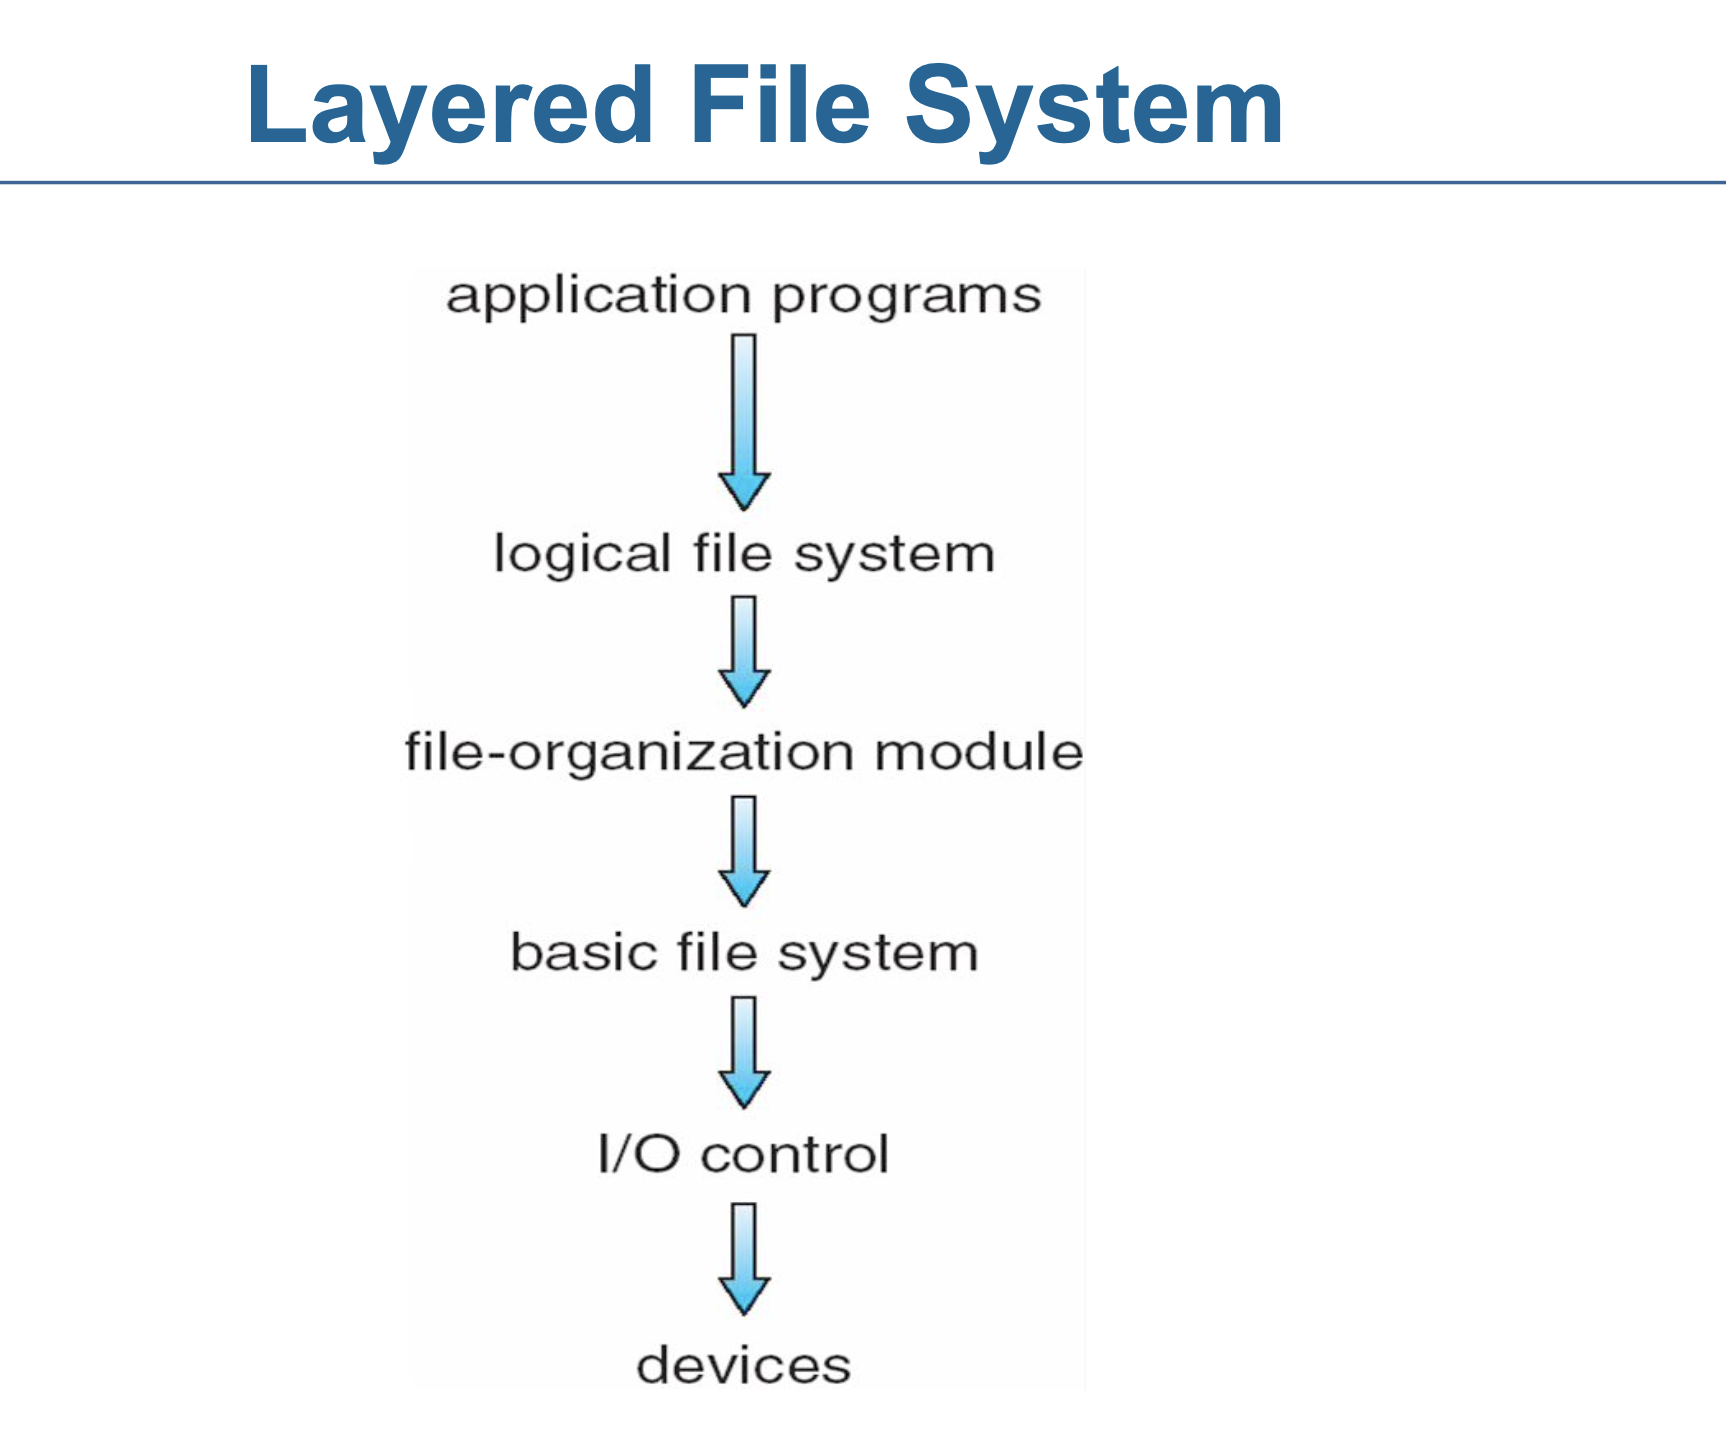 Layered File System
application programs
logical file system
file-organization module
basic file system
I/O control
devices